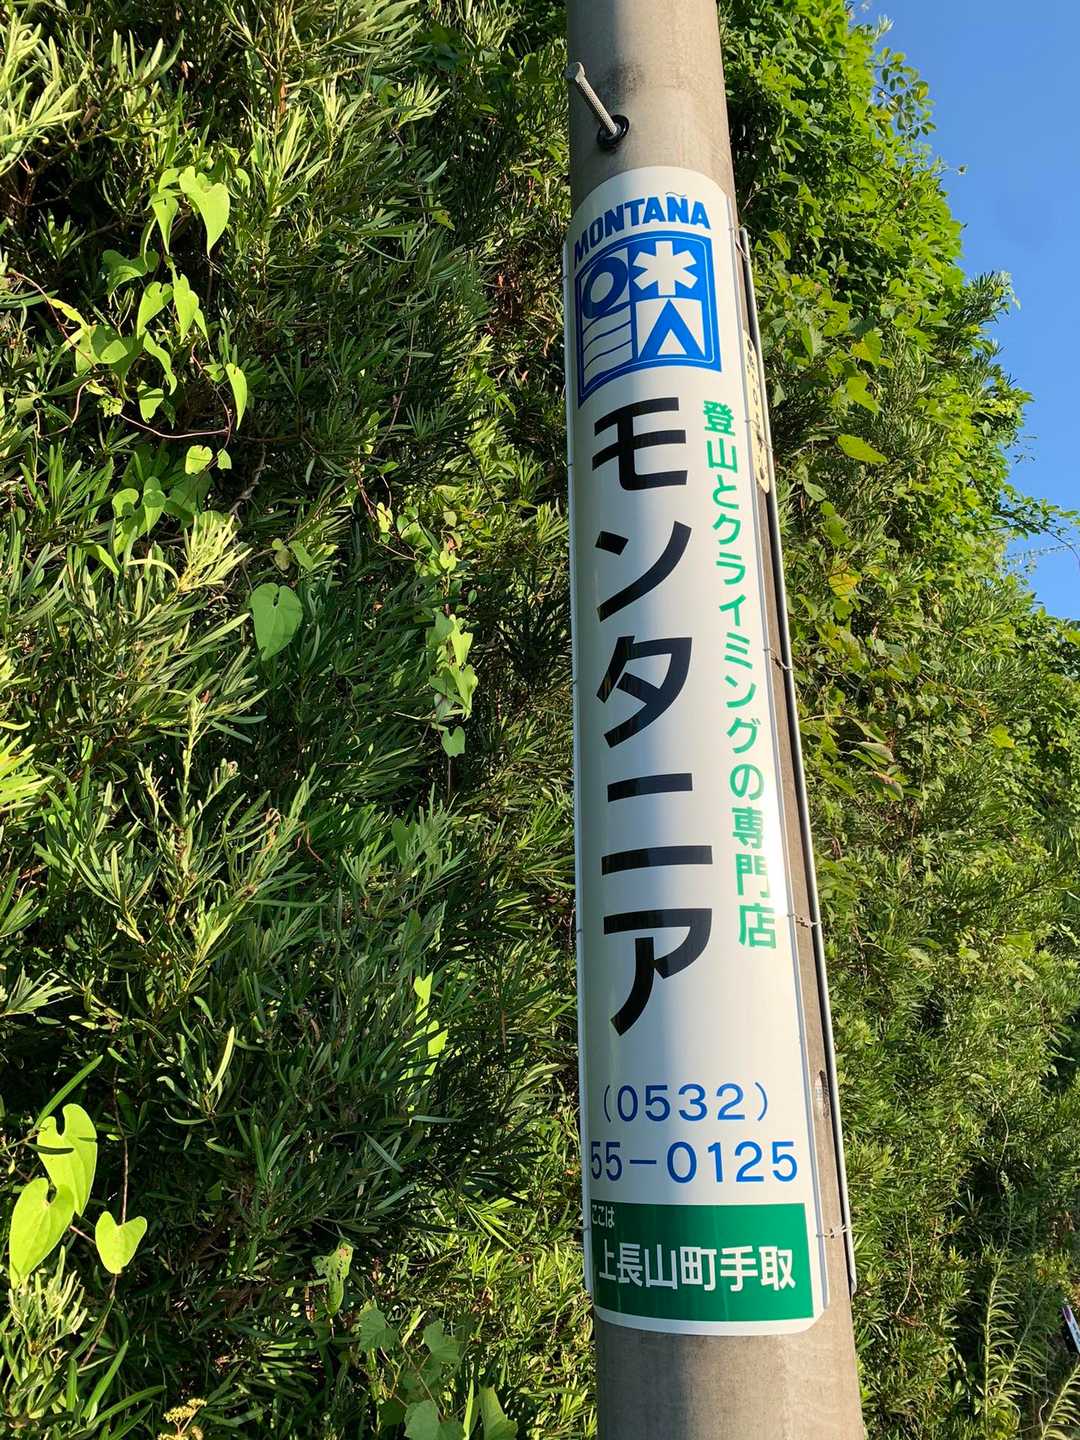 MONTAÑA
登山とクライミングの専門店
モンタニア
(0532)
55-0125
ここは
上長山町手取